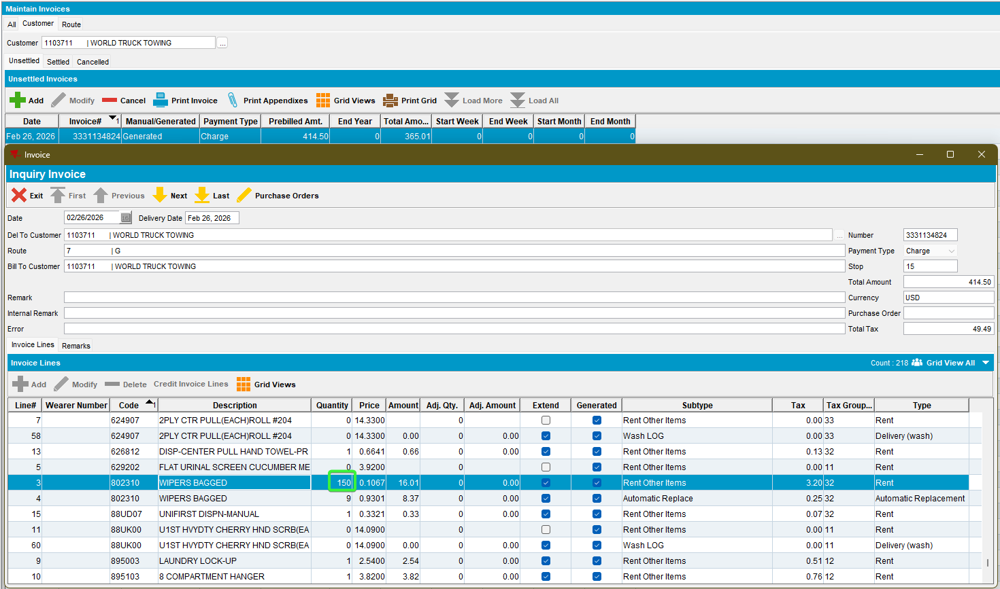 Maintain Invoices
All Customer Route
Customer 1103711 | WORLD TRUCK TOWING ...
Unsettled Settled Cancelled
Unsettled Invoices
Add Modify Cancel Print Invoice Print Appendixes Grid Views Print Grid Load More Load All
Date Invoice# 1 Manual/Generated Payment Type Prebilled Amt. End Year Total Amo... Start Week End Week Start Month End Month
Feb 26, 2026 3331134824 Generated Charge 414.50 0 365.01 0 0 0 0
Invoice
Inquiry Invoice
Exit First Previous Next Last Purchase Orders
Date 02/26/2026 16 Delivery Date Feb 26, 2026
Del To Customer 1103711 | WORLD TRUCK TOWING ... Number 3331134824
Route 7 | G Payment Type Charge
Bill To Customer 1103711 | WORLD TRUCK TOWING Stop 15
Total Amount 414.50
Remark Currency USD
Internal Remark Purchase Order
Error Total Tax 49.49
Invoice Lines Remarks
Invoice Lines Count : 218 Grid View All
Add Modify Delete Credit Invoice Lines Grid Views
Line# Wearer Number Code 1 Description Quantity Price Amount Adj. Qty. Adj. Amount Extend Generated Subtype Tax Tax Group... Type
7 624907 2PLY CTR PULL(EACH)ROLL #204 0 14.3300 0 Rent Other Items 0.00 33 Rent
58 624907 2PLY CTR PULL(EACH)ROLL #204 0 14.3300 0.00 0 0.00 Wash LOG 0.00 33 Delivery (wash)
13 626812 DISP-CENTER PULL HAND TOWEL-PR 1 0.6641 0.66 0 0.00 Rent Other Items 0.13 32 Rent
5 629202 FLAT URINAL SCREEN CUCUMBER ME 0 3.9200 0 Rent Other Items 0.00 11 Rent
3 802310 WIPERS BAGGED 150 0.1067 16.01 0 0.00 Rent Other Items 3.20 32 Rent
4 802310 WIPERS BAGGED 9 0.9301 8.37 0 0.00 Automatic Replace 0.25 32 Automatic Replacement
15 88UD07 UNIFIRST DISPN-MANUAL 1 0.3321 0.33 0 0.00 Rent Other Items 0.07 32 Rent
11 88UK00 U1ST HVYDTY CHERRY HND SCRB(EA 0 14.0900 0 Rent Other Items 0.00 11 Rent
60 88UK00 U1ST HVYDTY CHERRY HND SCRB(EA 0 14.0900 0.00 0 0.00 Wash LOG 0.00 11 Delivery (wash)
9 895003 LAUNDRY LOCK-UP 1 2.5400 2.54 0 0.00 Rent Other Items 0.51 12 Rent
10 895103 8 COMPARTMENT HANGER 1 3.8200 3.82 0 0.00 Rent Other Items 0.76 12 Rent